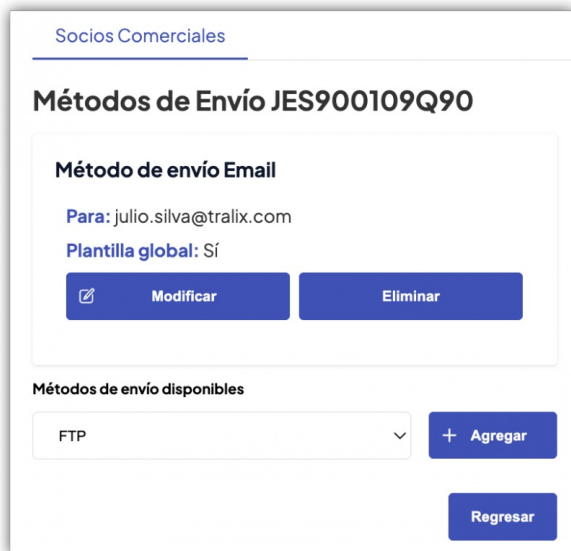 Socios Comerciales
Métodos de Envío JES900109Q90
Método de envío Email
Para: julio.silva@tralix.com
Plantilla global: Sí
Modificar
Eliminar
Métodos de envío disponibles
FTP
+ Agregar
Regresar